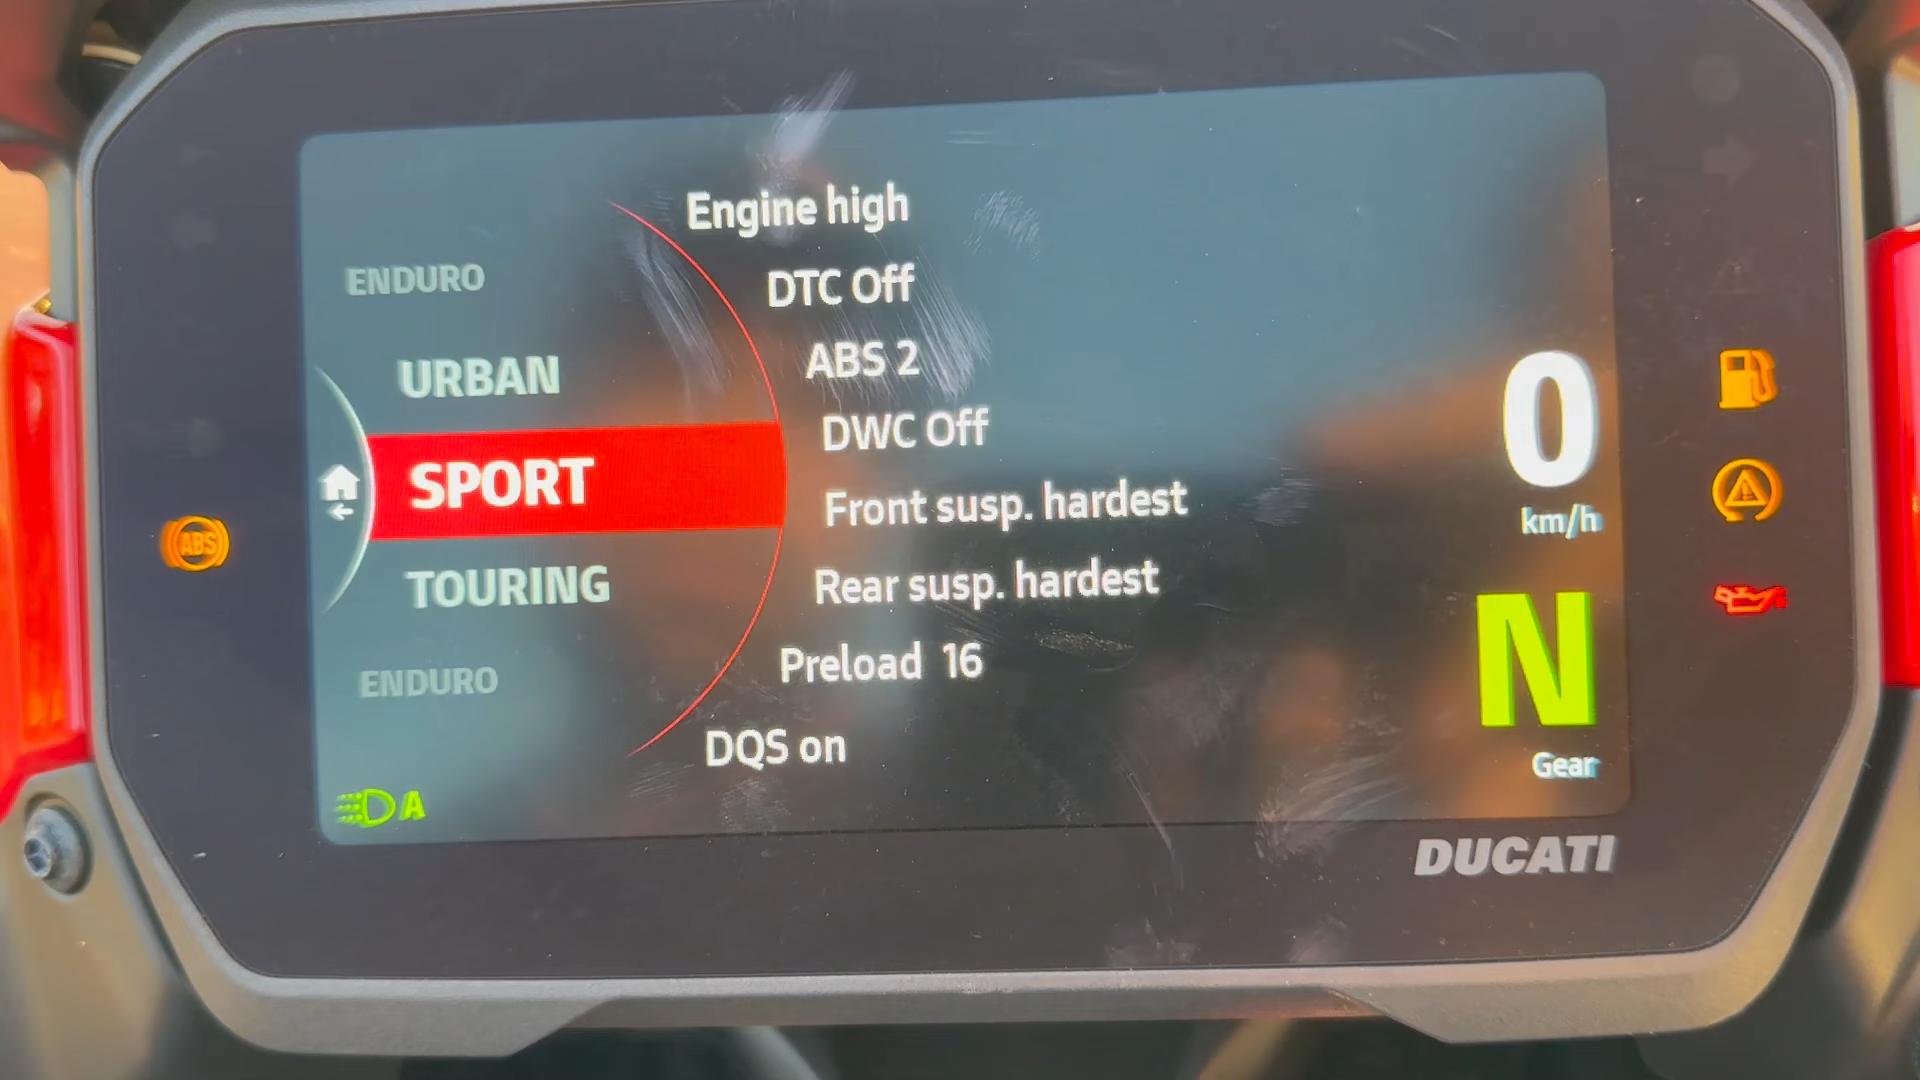 ENDURO
URBAN
SPORT
TOURING
ENDURO
A
Engine high
DTC Off
ABS 2
DWC Off
Front susp. hardest
Rear susp. hardest
Preload 16
DQS on
0
km/h
N
Gear
ABS
DUCATI